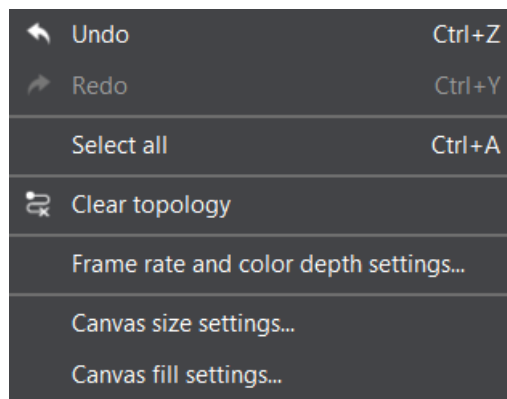 Undo Ctrl+Z
Redo Ctrl+Y
Select all Ctrl+A
Clear topology
Frame rate and color depth settings...
Canvas size settings...
Canvas fill settings...